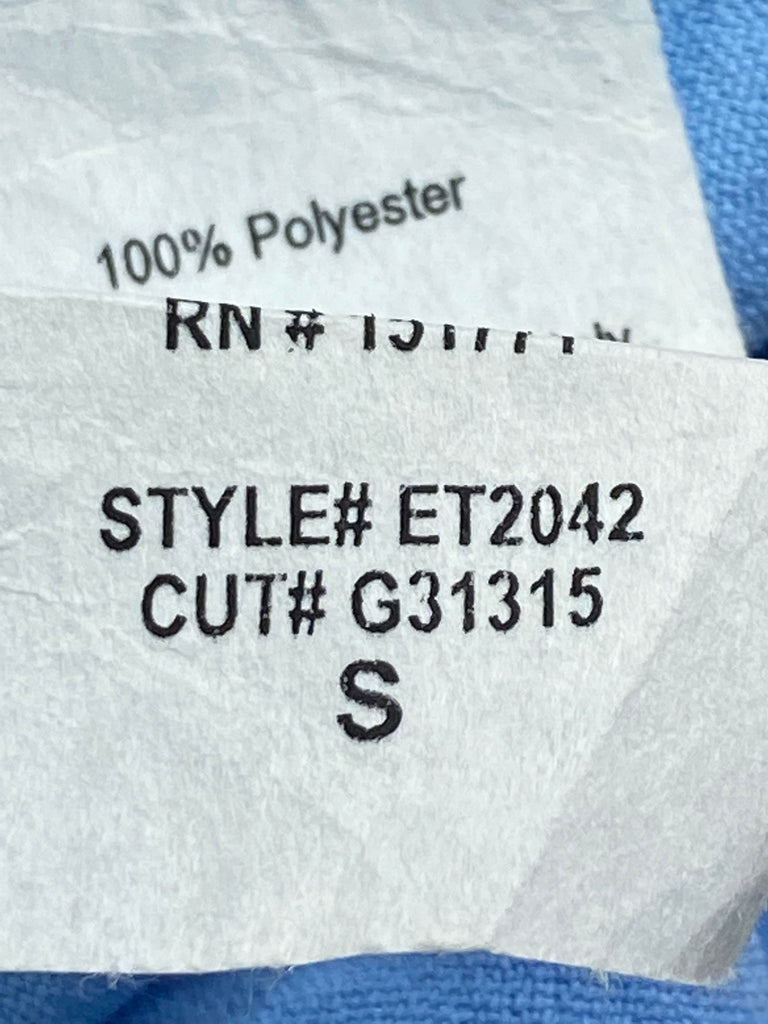 100% Polyester
RN #
STYLE# ET2042
CUT# G31315
S